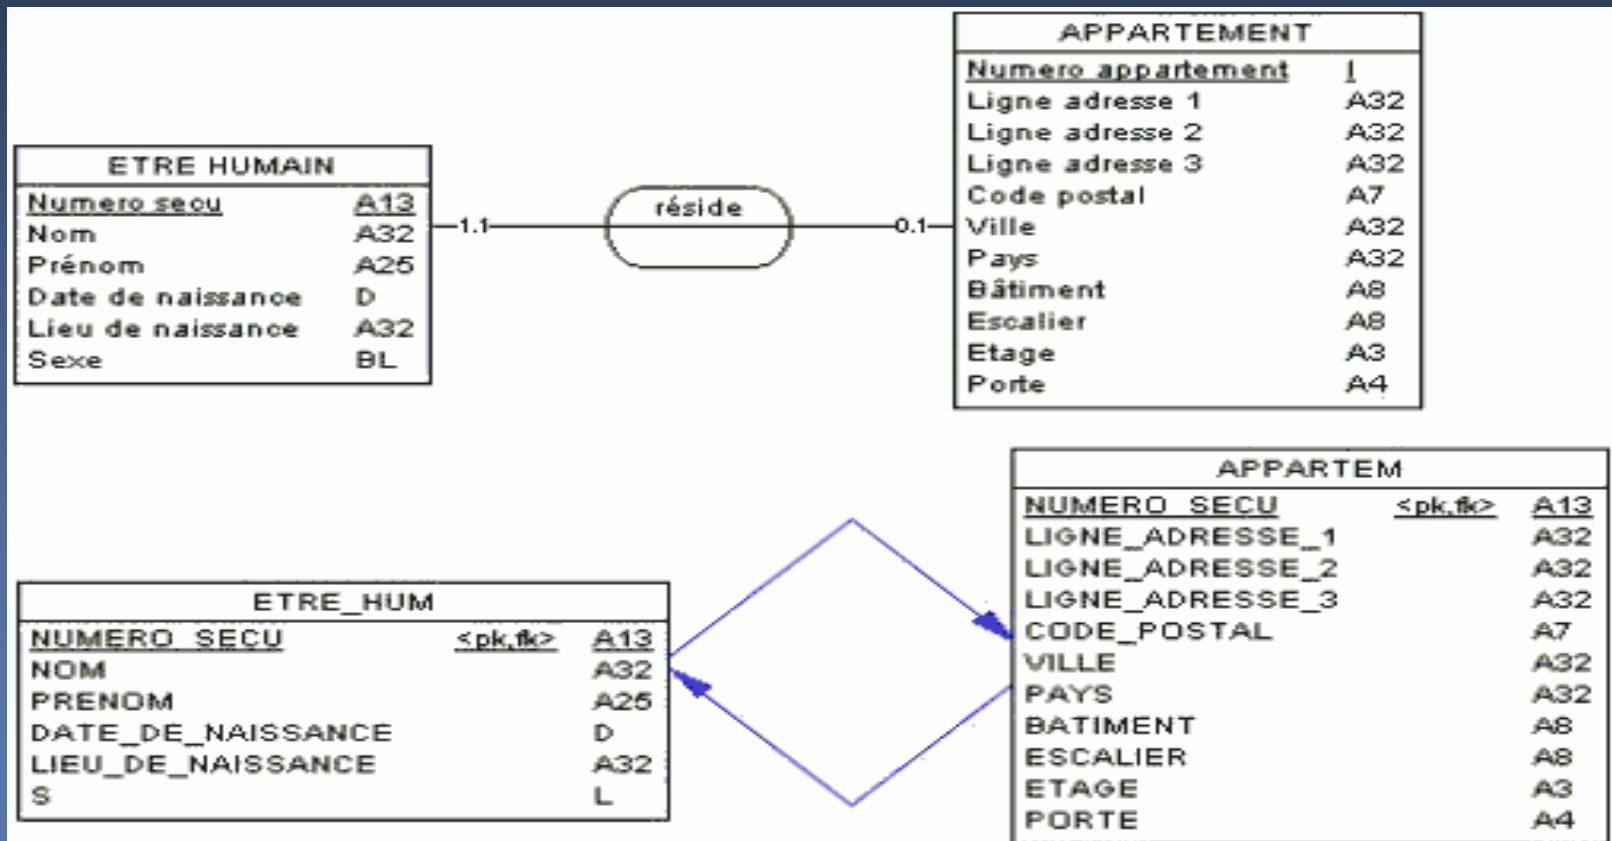 ETRE HUMAIN
Numero secu A13
Nom A32
Prénom A25
Date de naissance D
Lieu de naissance A32
Sexe BL
1.1
réside
0.1
APPARTEMENT
Numero appartement I
Ligne adresse 1 A32
Ligne adresse 2 A32
Ligne adresse 3 A32
Code postal A7
Ville A32
Pays A32
Bâtiment A8
Escalier A8
Etage A3
Porte A4
ETRE_HUM
NUMERO_SECU <pk,fk> A13
NOM A32
PRENOM A25
DATE_DE_NAISSANCE D
LIEU_DE_NAISSANCE A32
S L
APPARTEM
NUMERO_SECU <pk,fk> A13
LIGNE_ADRESSE_1 A32
LIGNE_ADRESSE_2 A32
LIGNE_ADRESSE_3 A32
CODE_POSTAL A7
VILLE A32
PAYS A32
BATIMENT A8
ESCALIER A8
ETAGE A3
PORTE A4